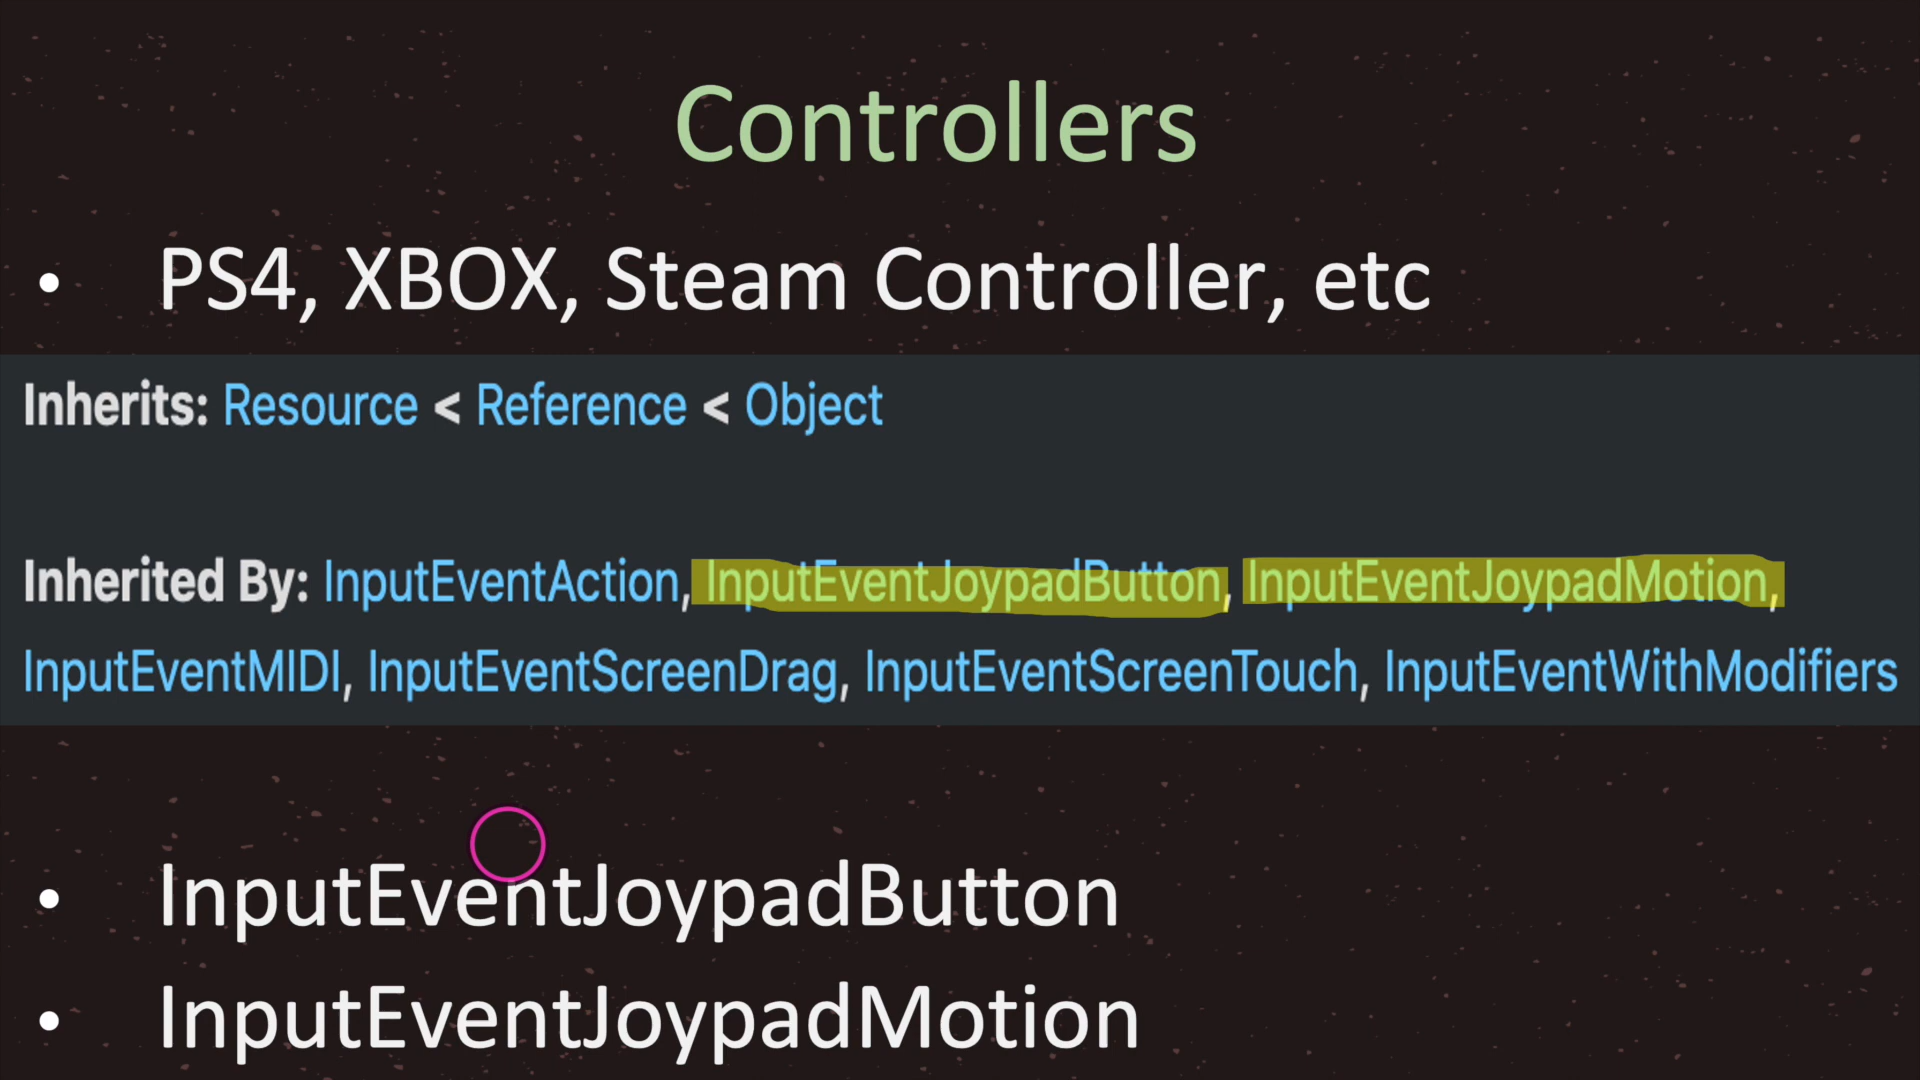 Controllers
• PS4, XBOX, Steam Controller, etc
Inherits: Resource < Reference < Object
Inherited By: InputEventAction, InputEventJoypadButton, InputEventJoypadMotion,
InputEventMIDI, InputEventScreenDrag, InputEventScreenTouch, InputEventWithModifiers
• InputEventJoypadButton
• InputEventJoypadMotion